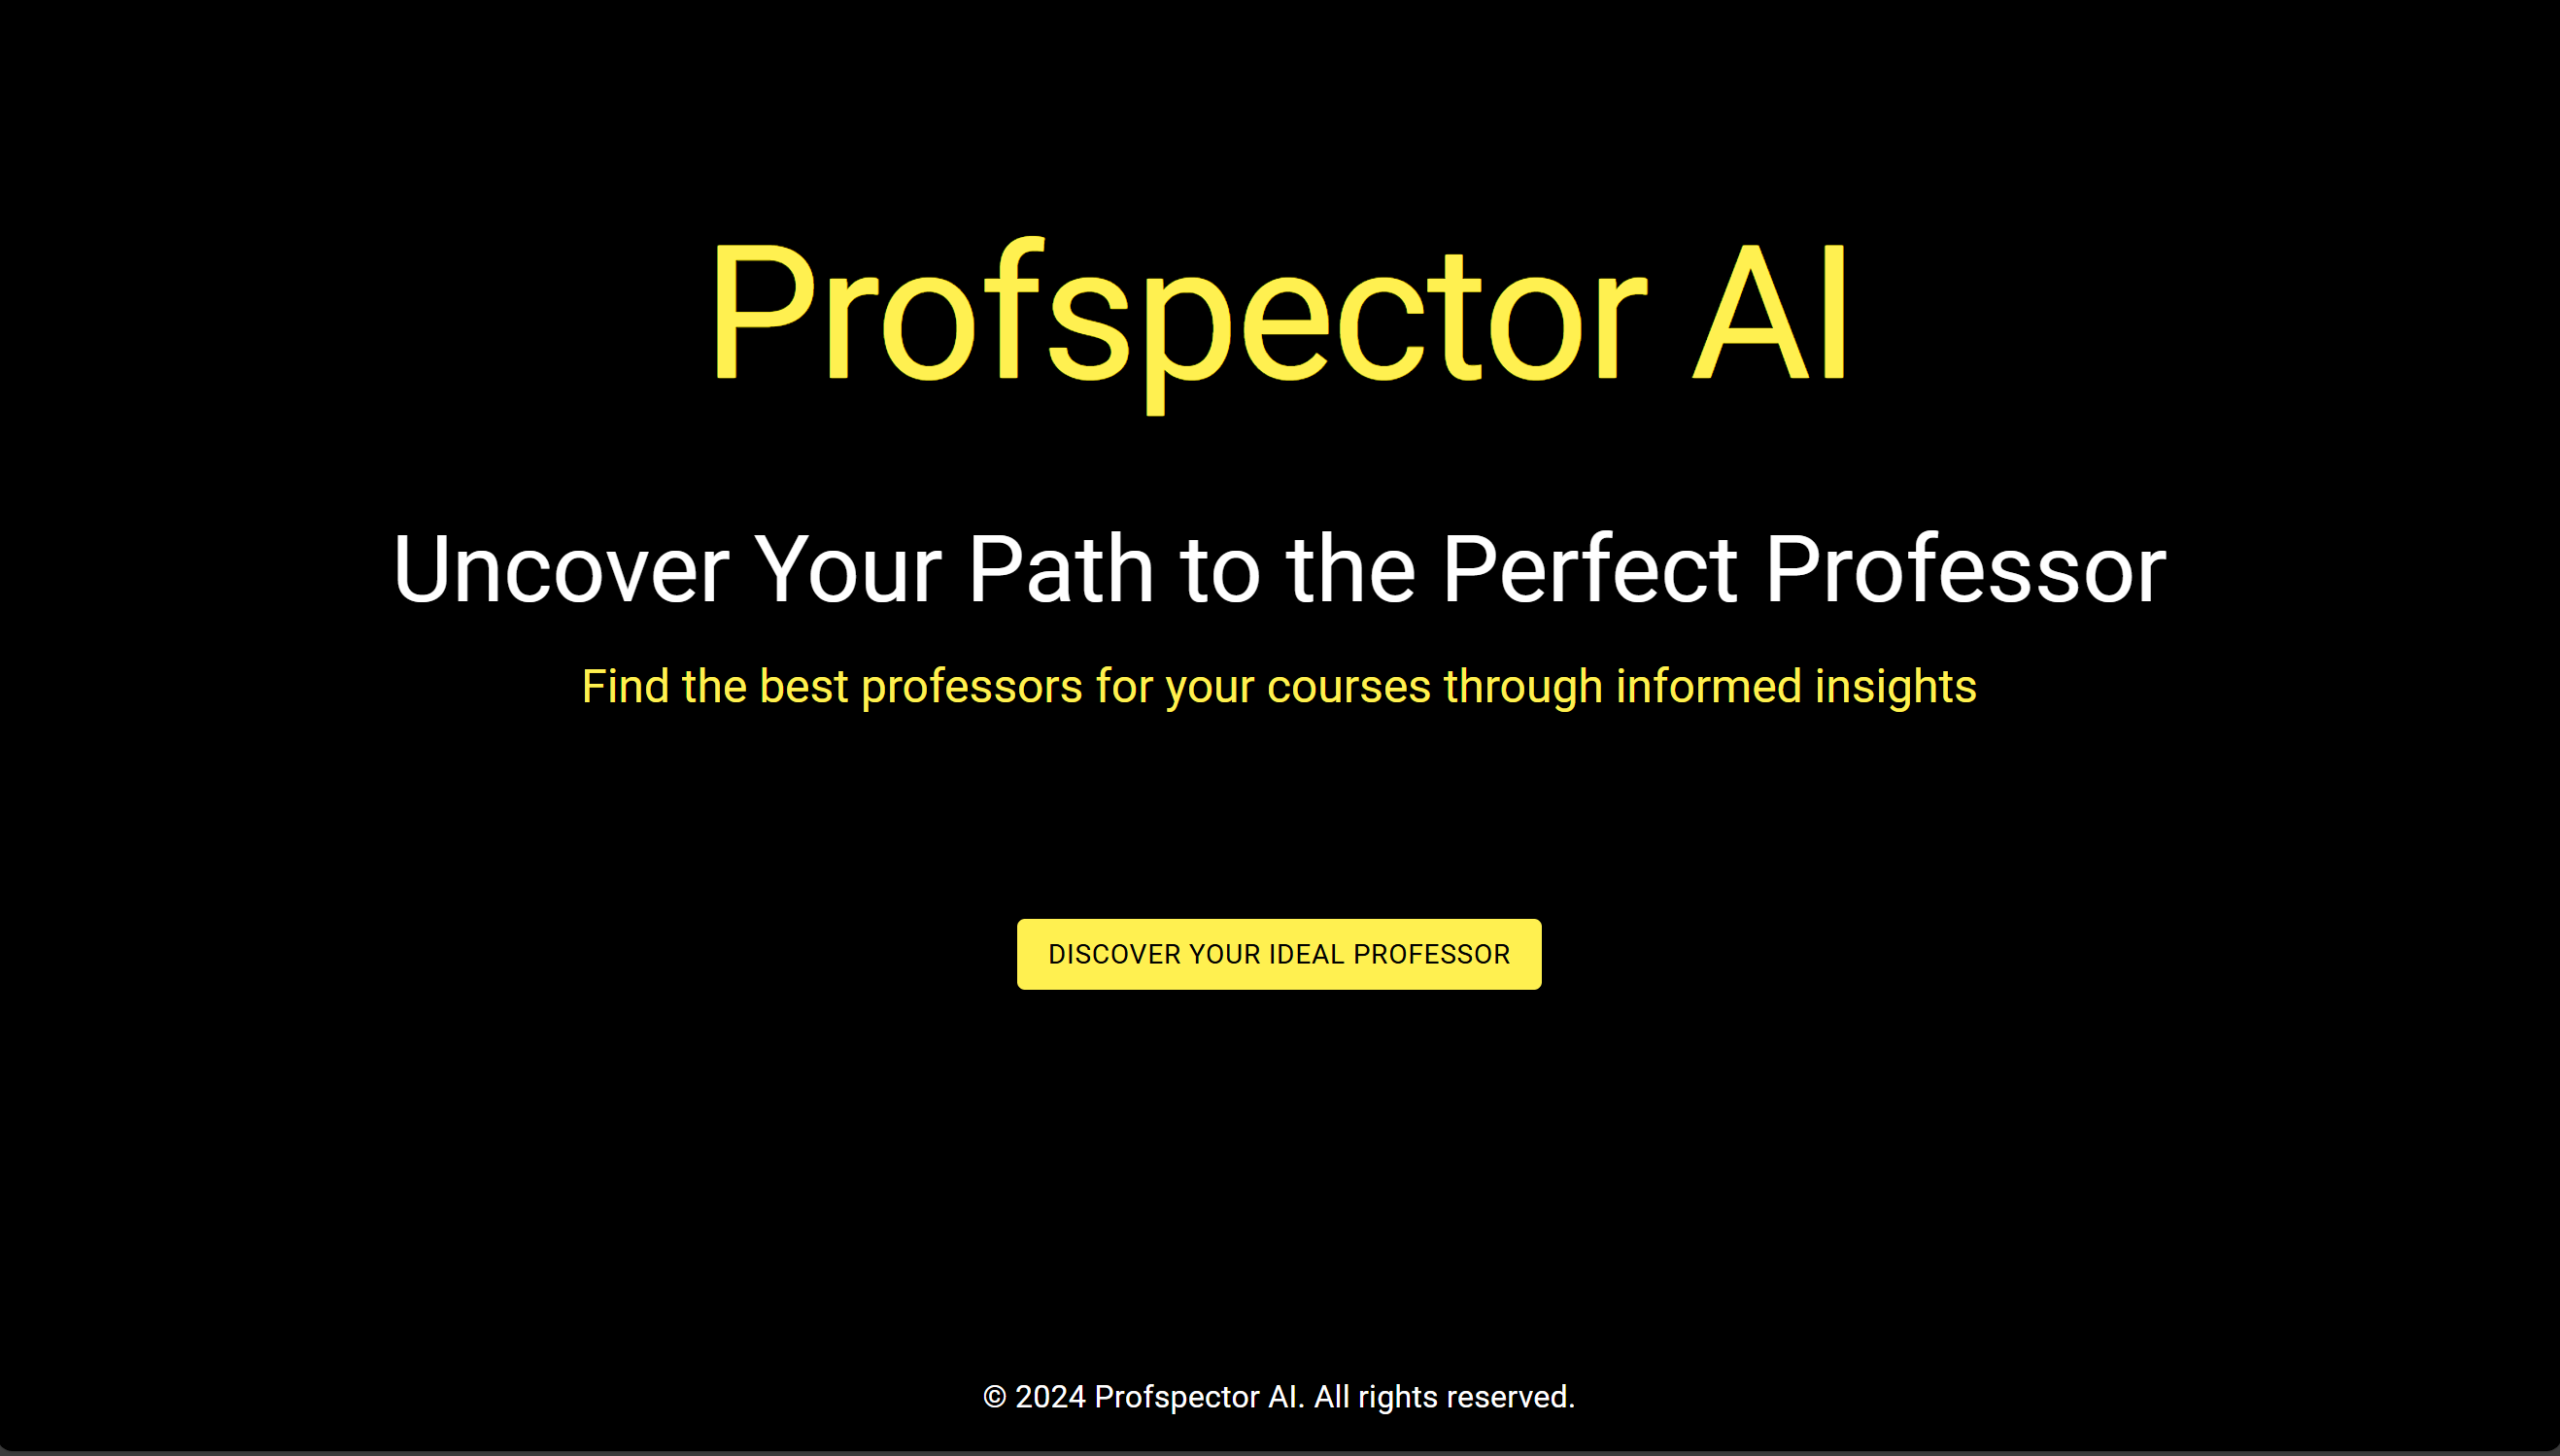 Profspector AI
Uncover Your Path to the Perfect Professor
Find the best professors for your courses through informed insights
DISCOVER YOUR IDEAL PROFESSOR
© 2024 Profspector AI. All rights reserved.